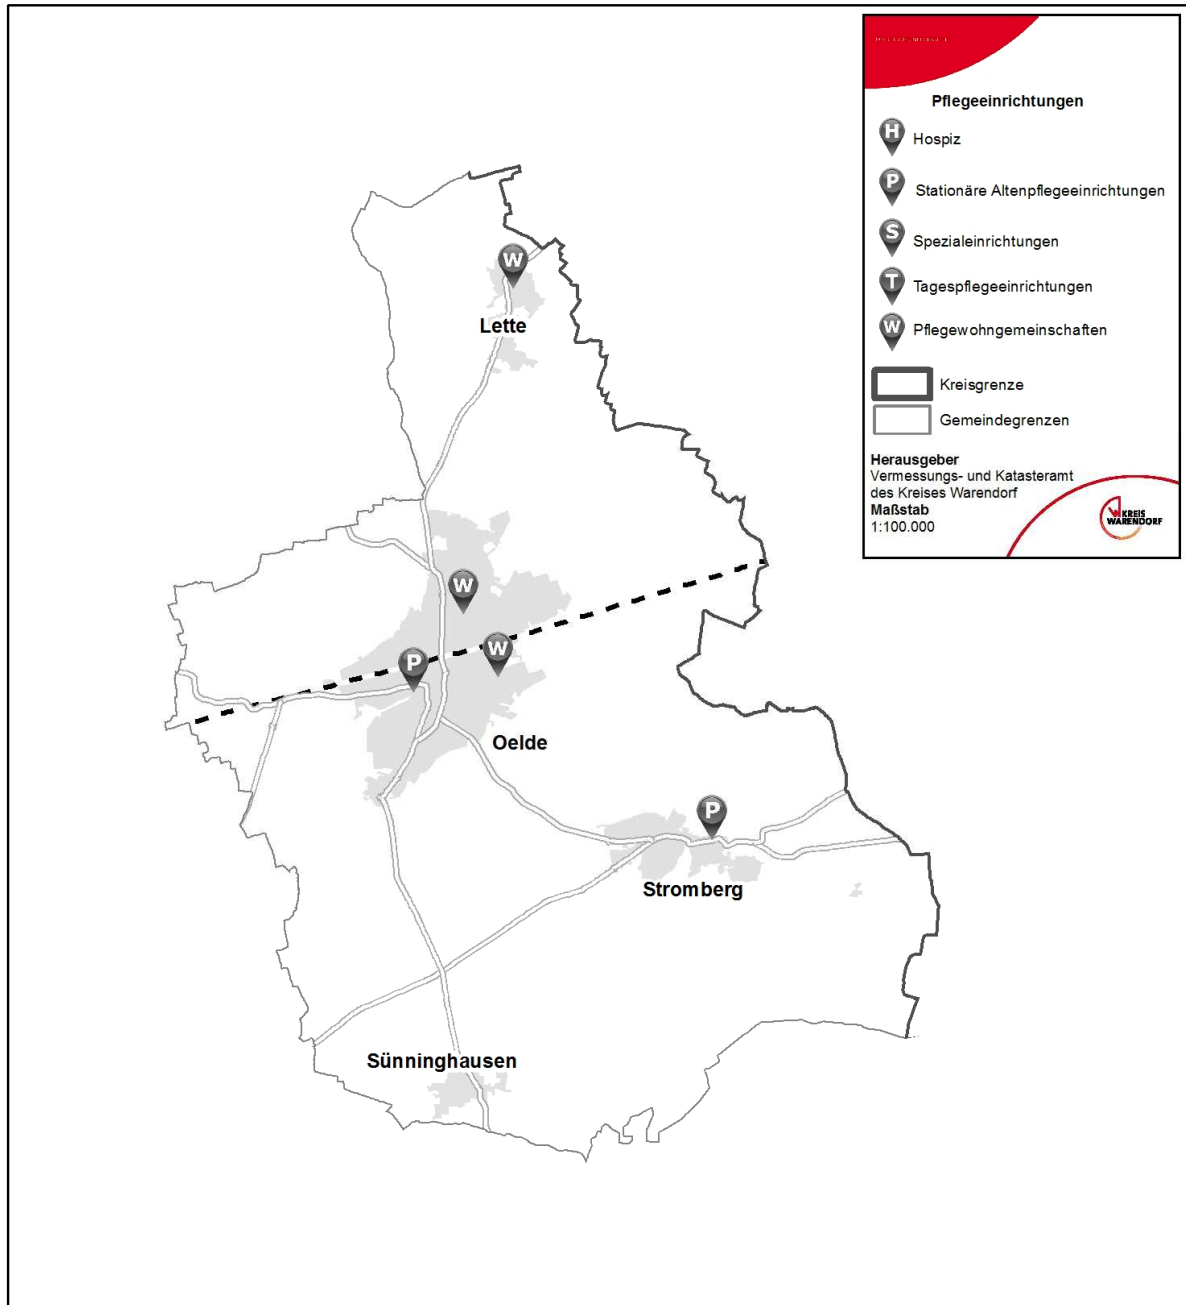 Pflegeeinrichtungen
H
Hospiz
P
Stationäre Altenpflegeeinrichtungen
S
Spezialeinrichtungen
T
Tagespflegeeinrichtungen
W
Pflegewohngemeinschaften
Kreisgrenze
Gemeindegrenzen
Herausgeber
Vermessungs- und Katasteramt
des Kreises Warendorf
Maßstab
1:100.000
KREIS
WARENDORF
W
Lette
W
W
P
Oelde
P
Stromberg
Sünninghausen